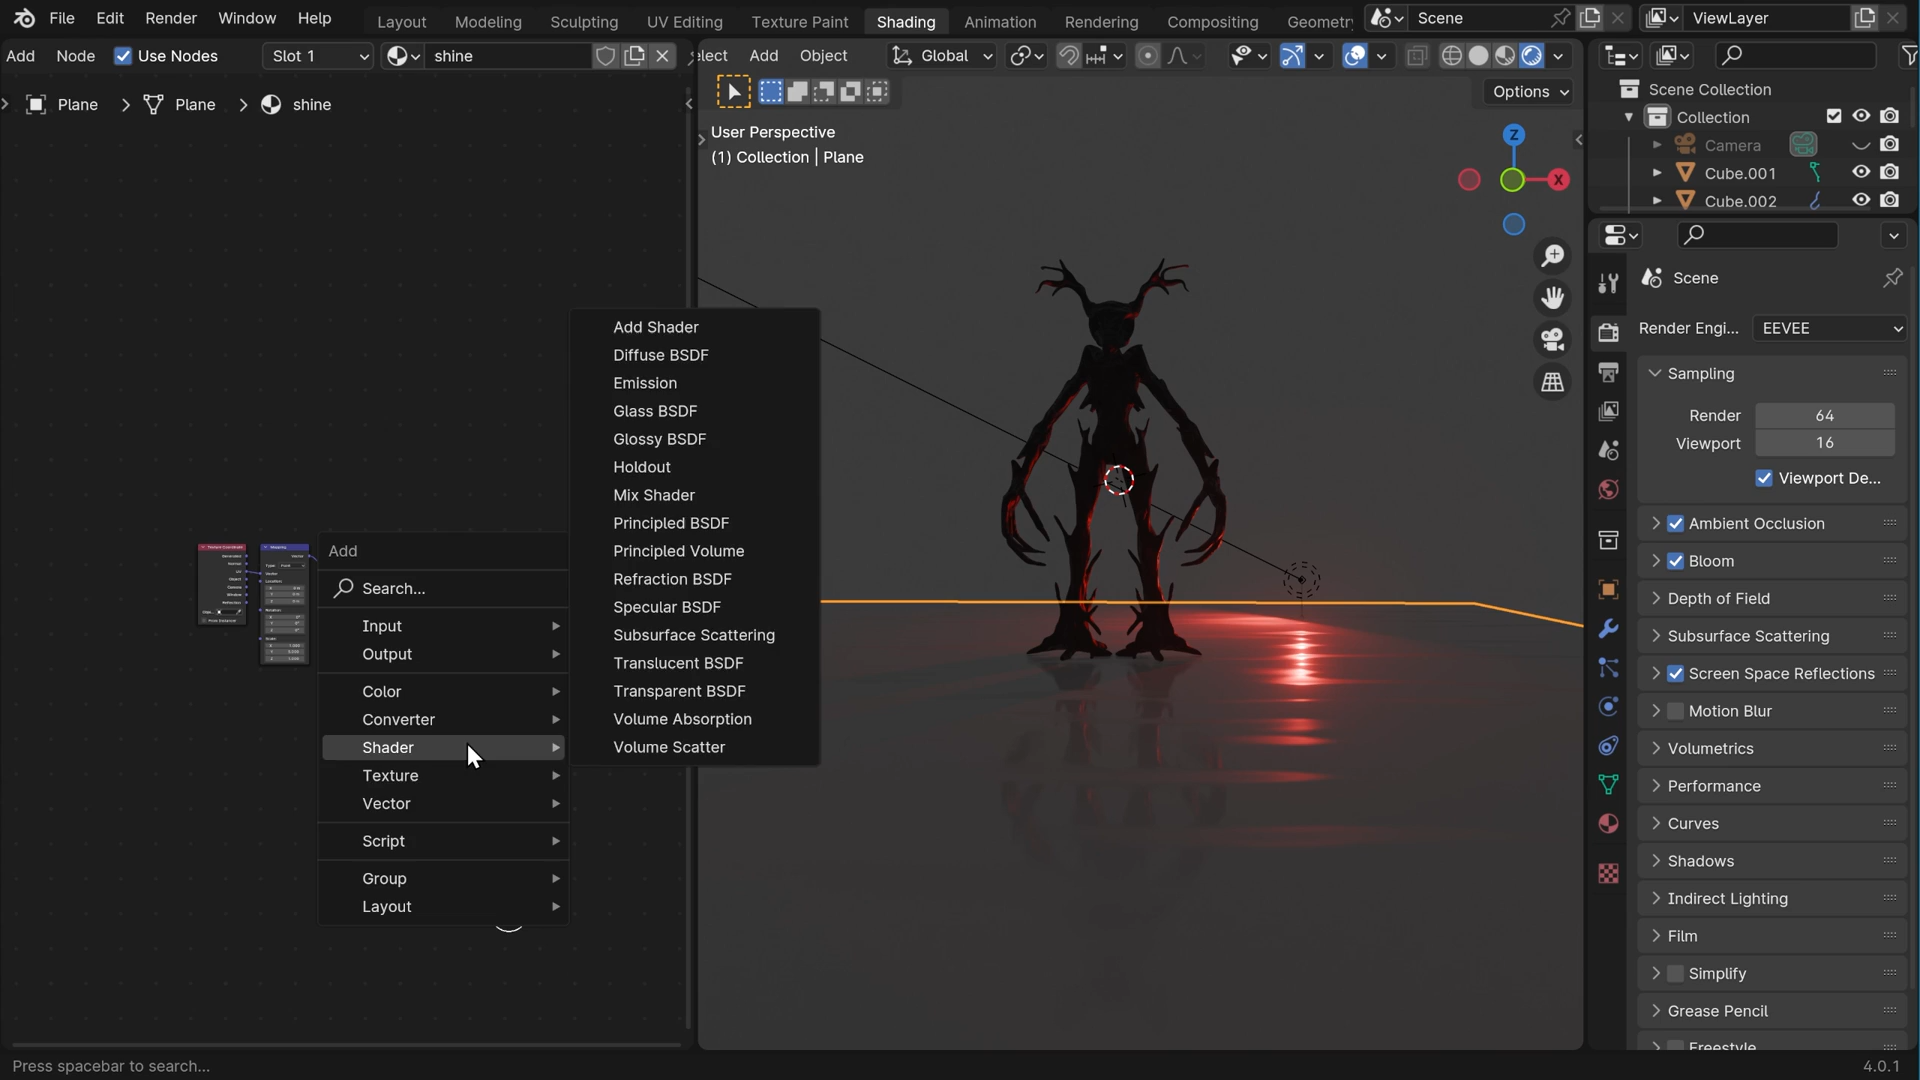 File Edit Render Window Help
Layout Modeling Sculpting UV Editing Texture Paint Shading Animation Rendering Compositing Geometry
Scene
ViewLayer
Add Node Use Nodes Slot 1 shine
lect Add Object Global
Options
Plane Plane shine
User Perspective
(1) Collection | Plane
Z
X
Scene Collection
Collection
Camera
Cube.001
Cube.002
Scene
Render Engi... EEVEE
Sampling
Render 64
Viewport 16
Viewport De...
Ambient Occlusion
Bloom
Depth of Field
Subsurface Scattering
Screen Space Reflections
Motion Blur
Volumetrics
Performance
Curves
Shadows
Indirect Lighting
Film
Simplify
Grease Pencil
Freestyle
Texture Coordinate
Mapping
Add
Search...
Input
Output
Color
Converter
Shader
Texture
Vector
Script
Group
Layout
Add Shader
Diffuse BSDF
Emission
Glass BSDF
Glossy BSDF
Holdout
Mix Shader
Principled BSDF
Principled Volume
Refraction BSDF
Specular BSDF
Subsurface Scattering
Translucent BSDF
Transparent BSDF
Volume Absorption
Volume Scatter
Press spacebar to search...
4.0.1